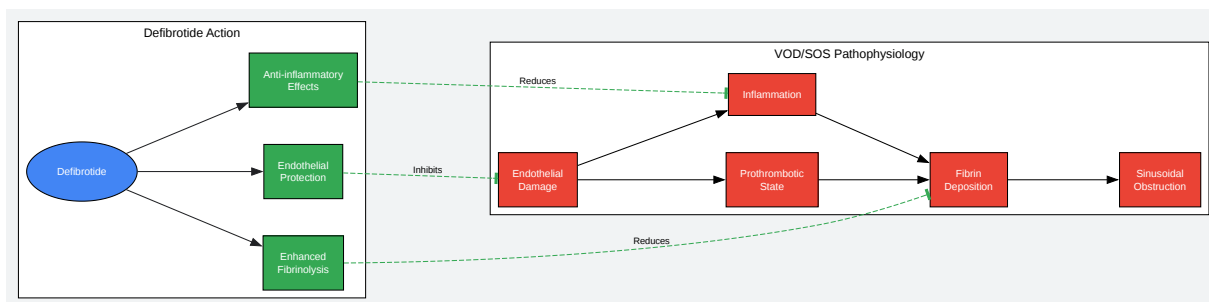 Defibrotide Action
Anti-inflammatory
Effects
Defibrotide
Endothelial
Protection
Enhanced
Fibrinolysis
Reduces
Inhibits
Reduces
VOD/SOS Pathophysiology
Inflammation
Endothelial
Damage
Prothrombotic
State
Fibrin
Deposition
Sinusoidal
Obstruction